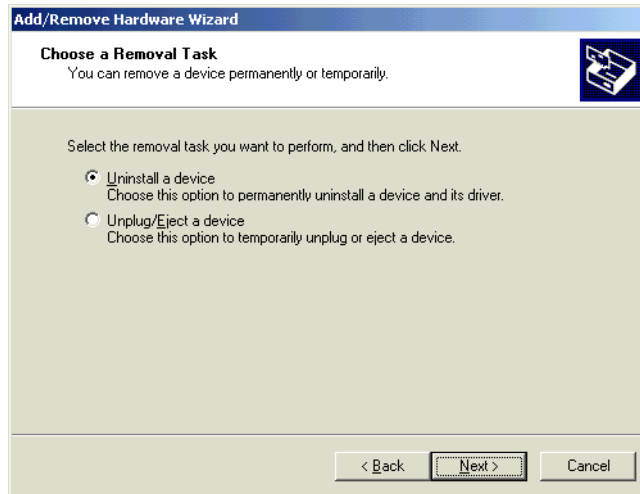 Add/Remove Hardware Wizard
Choose a Removal Task
You can remove a device permanently or temporarily.
Select the removal task you want to perform, and then click Next.
Uninstall a device
Choose this option to permanently uninstall a device and its driver.
Unplug/Eject a device
Choose this option to temporarily unplug or eject a device.
< Back
Next >
Cancel